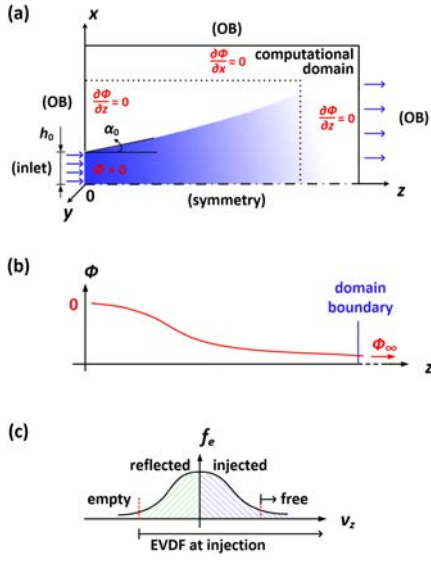 (a)
x
(OB)
∂Φ/∂x = 0
computational
domain
(OB)
∂Φ/∂z = 0
∂Φ/∂z = 0
(OB)
h₀
α₀
(inlet)
Φ = 0
y
0
(symmetry)
z
(b)
Φ
0
domain
boundary
Φ∞
z
(c)
fₑ
reflected
injected
empty
free
v_z
EVDF at injection